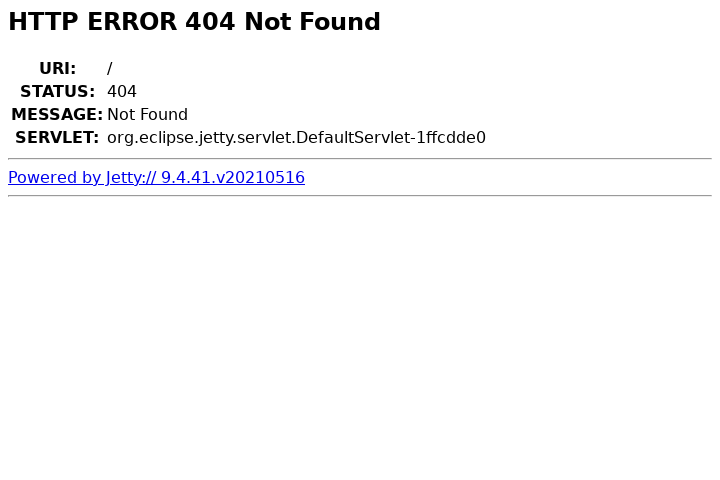 HTTP ERROR 404 Not Found
URI: /
STATUS: 404
MESSAGE: Not Found
SERVLET: org.eclipse.jetty.servlet.DefaultServlet-1ffcdde0
Powered by Jetty:// 9.4.41.v20210516